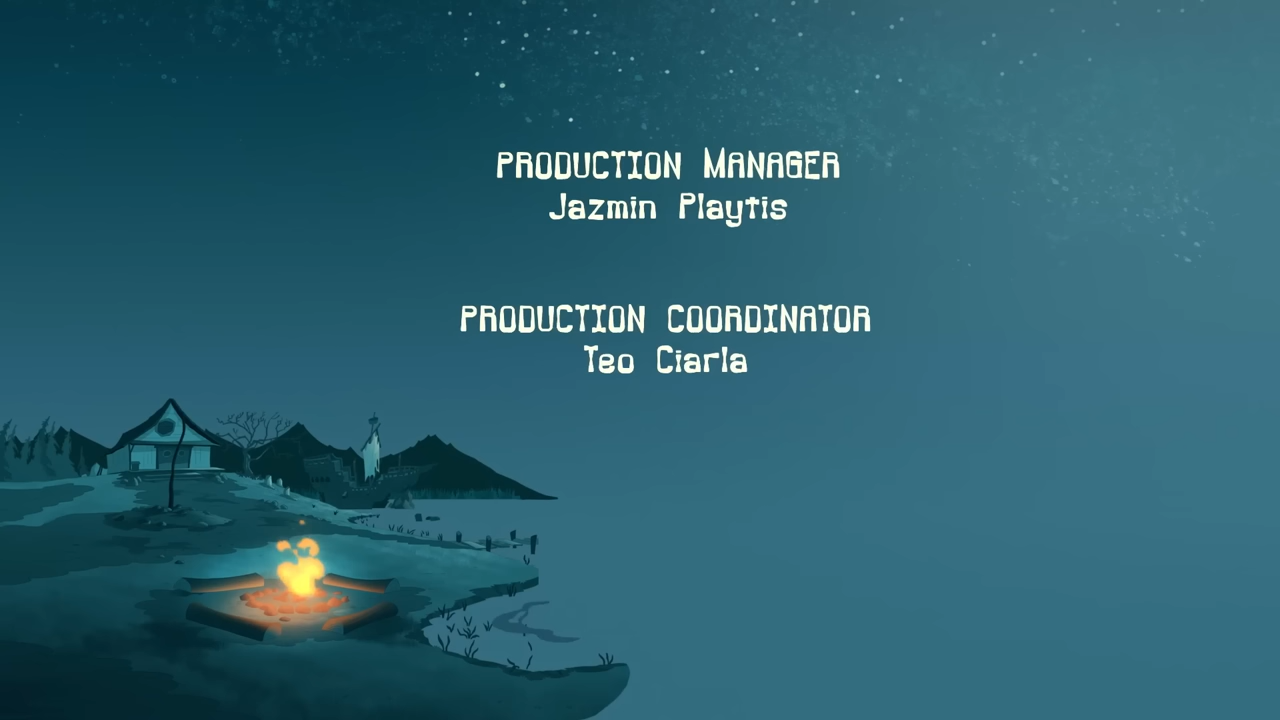 PRODUCTION MANAGER
Jazmin Playtis
PRODUCTION COORDINATOR
Teo Ciarla